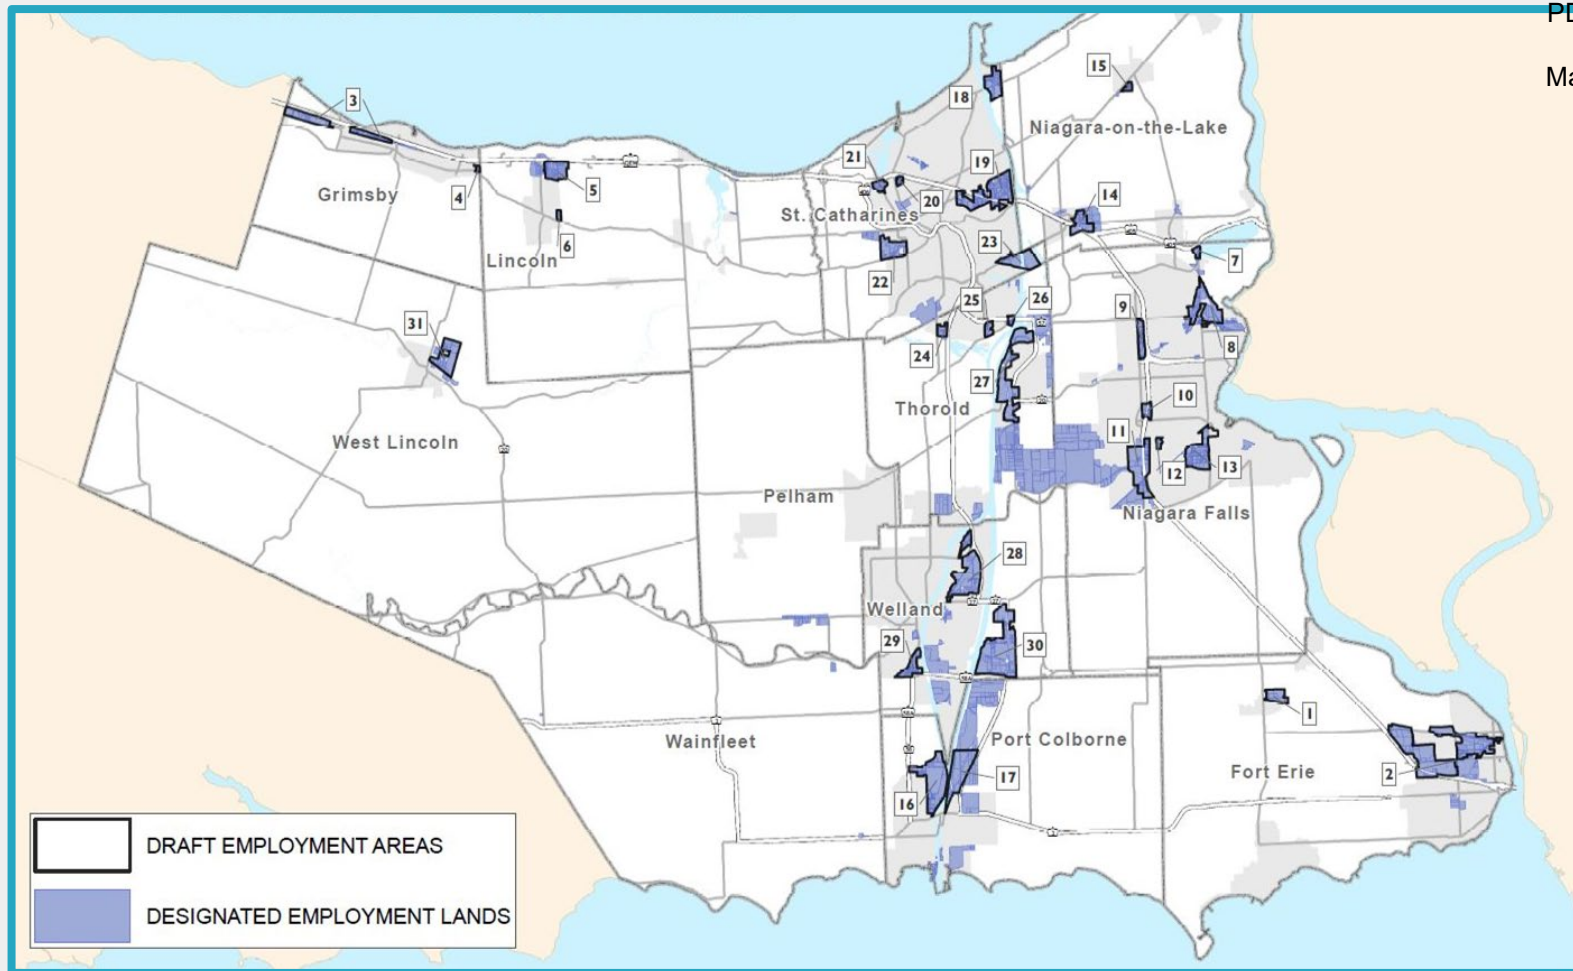 PD
Ma
15
3
18
Niagara-on-the-Lake
21
19
4
5
Grimsby
20
14
St. Catharines
6
23
Lincoln
7
22
25
26
9
31
24
8
27
10
Thorold
11
West Lincoln
12
13
Pelham
Niagara Falls
28
Welland
29
30
1
Wainfleet
Port Colborne
Fort Erie
2
17
16
DRAFT EMPLOYMENT AREAS
DESIGNATED EMPLOYMENT LANDS